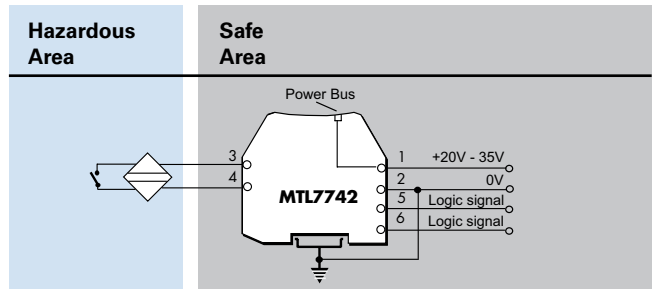 Hazardous
Area
Safe
Area
Power Bus
3
4
MTL7742
1
+20V - 35V
2
0V
5
Logic signal
6
Logic signal